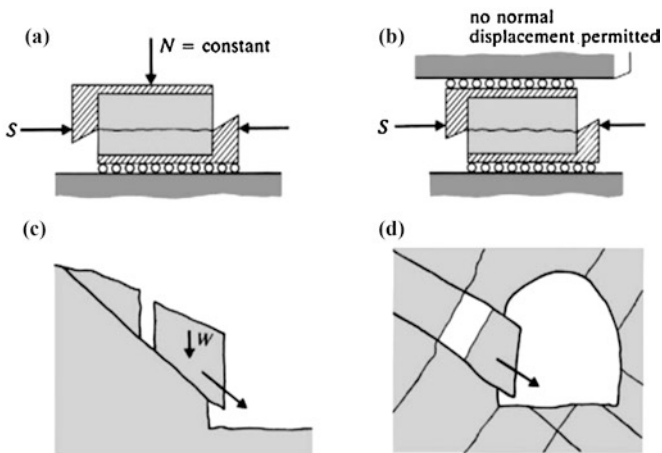 (a)
N = constant
S
(b)
no normal
displacement permitted
S
(c)
W
(d)